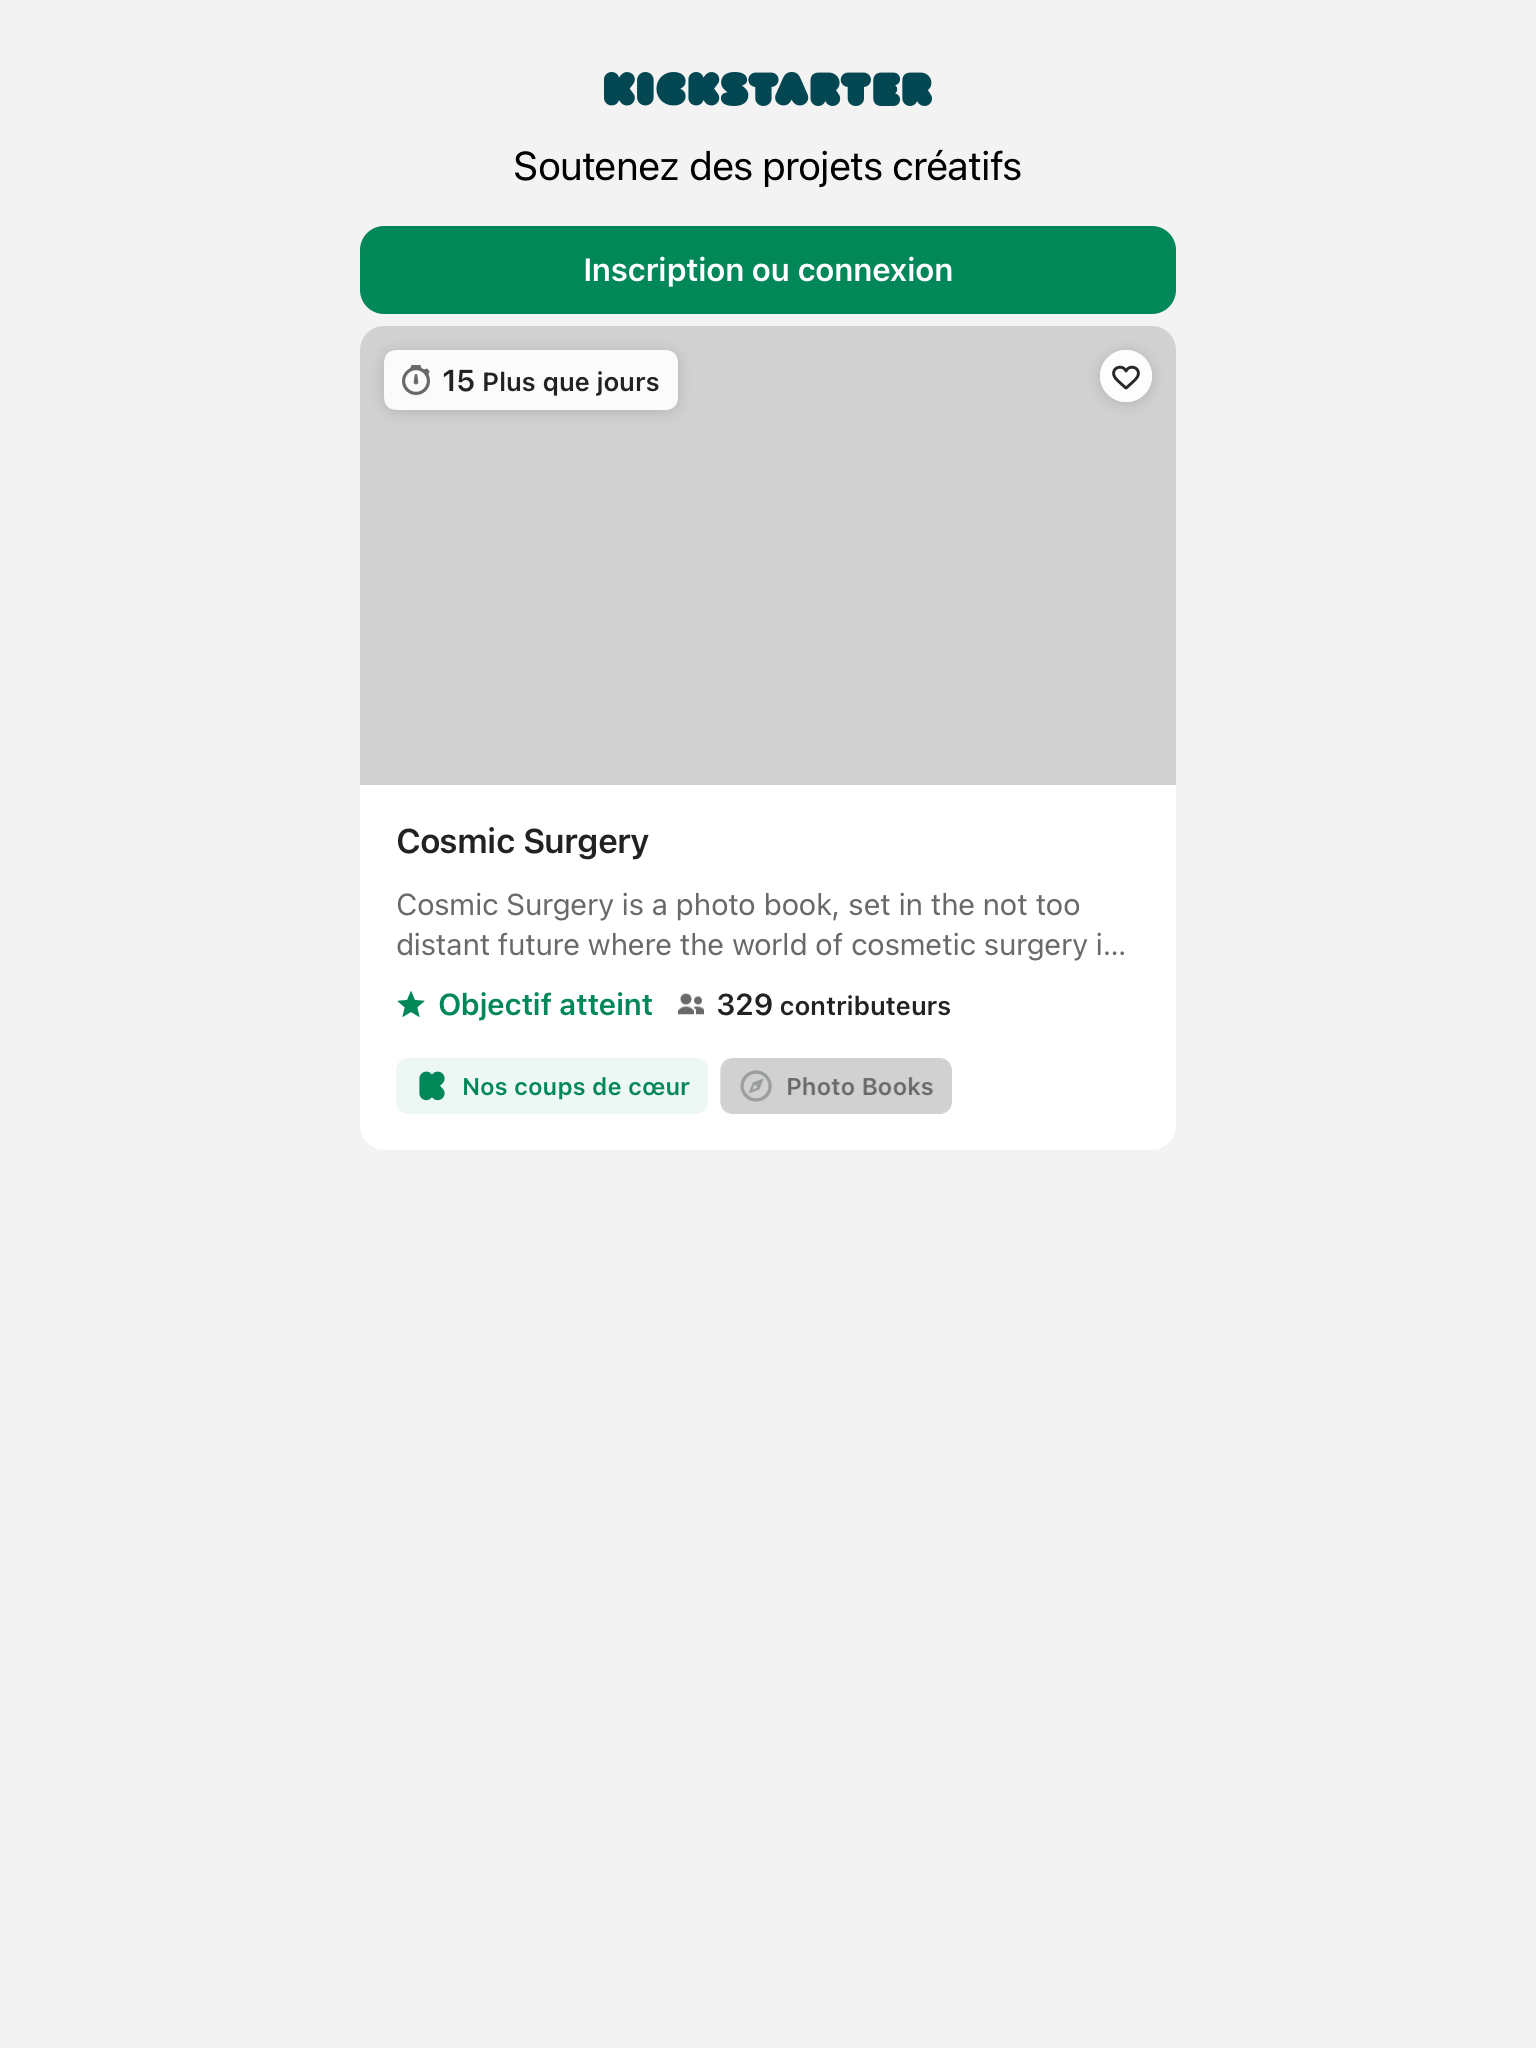 KICKSTARTER
Soutenez des projets créatifs
Inscription ou connexion
15 Plus que jours
Cosmic Surgery
Cosmic Surgery is a photo book, set in the not too
distant future where the world of cosmetic surgery i...
Objectif atteint 329 contributeurs
Nos coups de cœur Photo Books